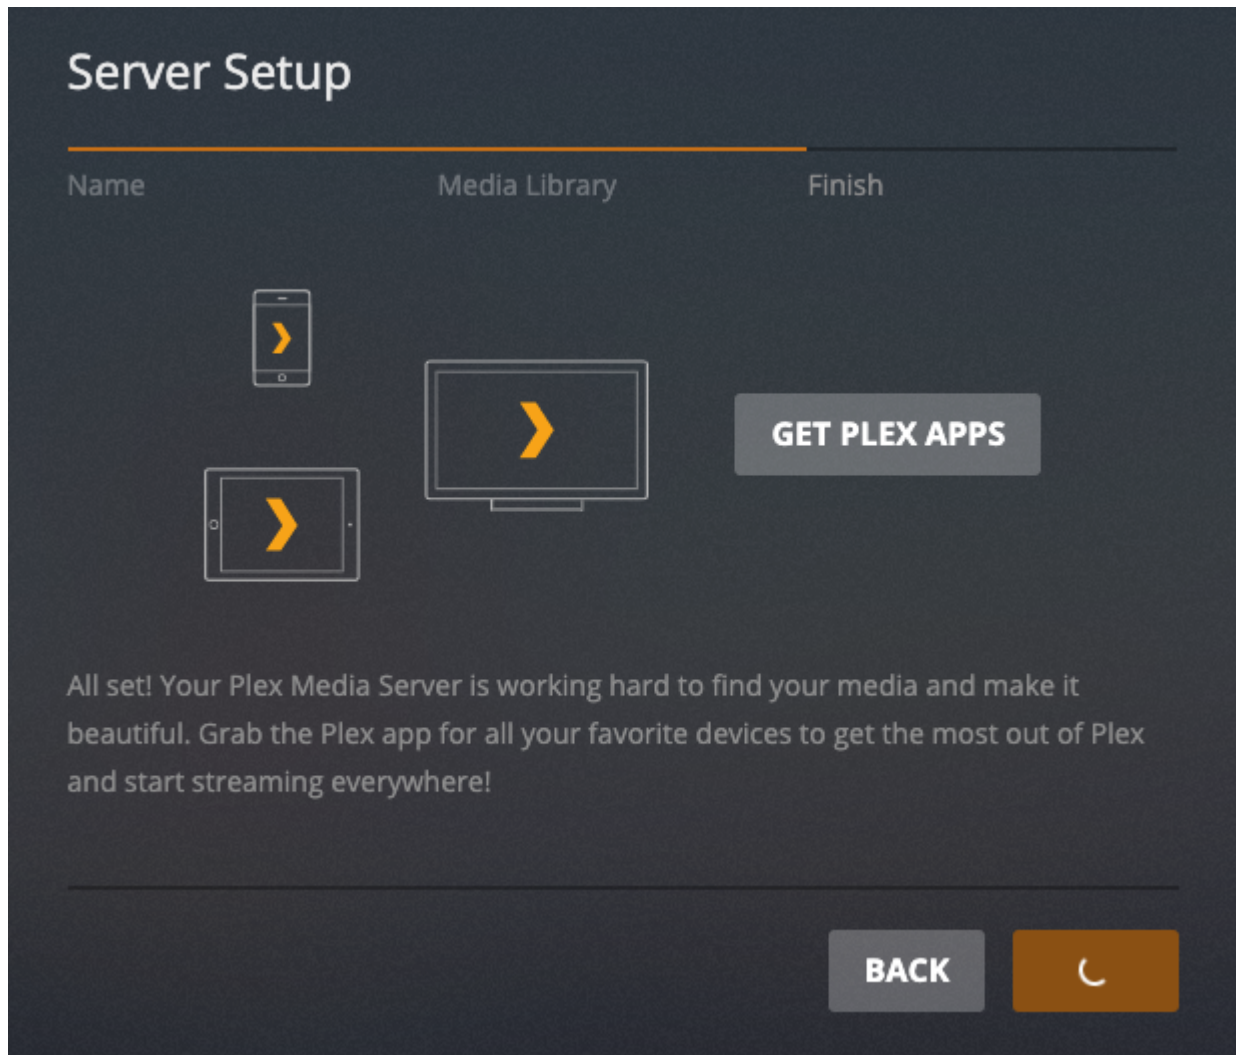 Server Setup
Name
Media Library
Finish
GET PLEX APPS
All set! Your Plex Media Server is working hard to find your media and make it
beautiful. Grab the Plex app for all your favorite devices to get the most out of Plex
and start streaming everywhere!
BACK